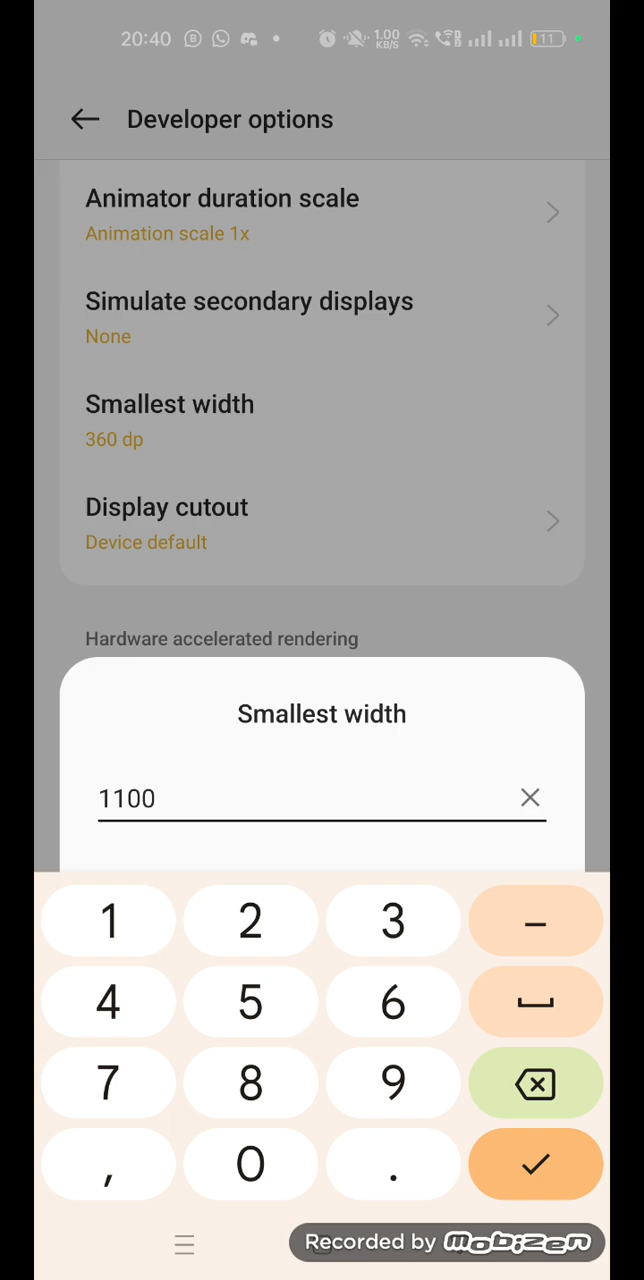 20:40 1.00 KB/S 11
Developer options
Animator duration scale
Animation scale 1x
Simulate secondary displays
None
Smallest width
360 dp
Display cutout
Device default
Hardware accelerated rendering
Smallest width
1100
1 2 3 –
4 5 6
7 8 9
, 0 .
Recorded by mobizen